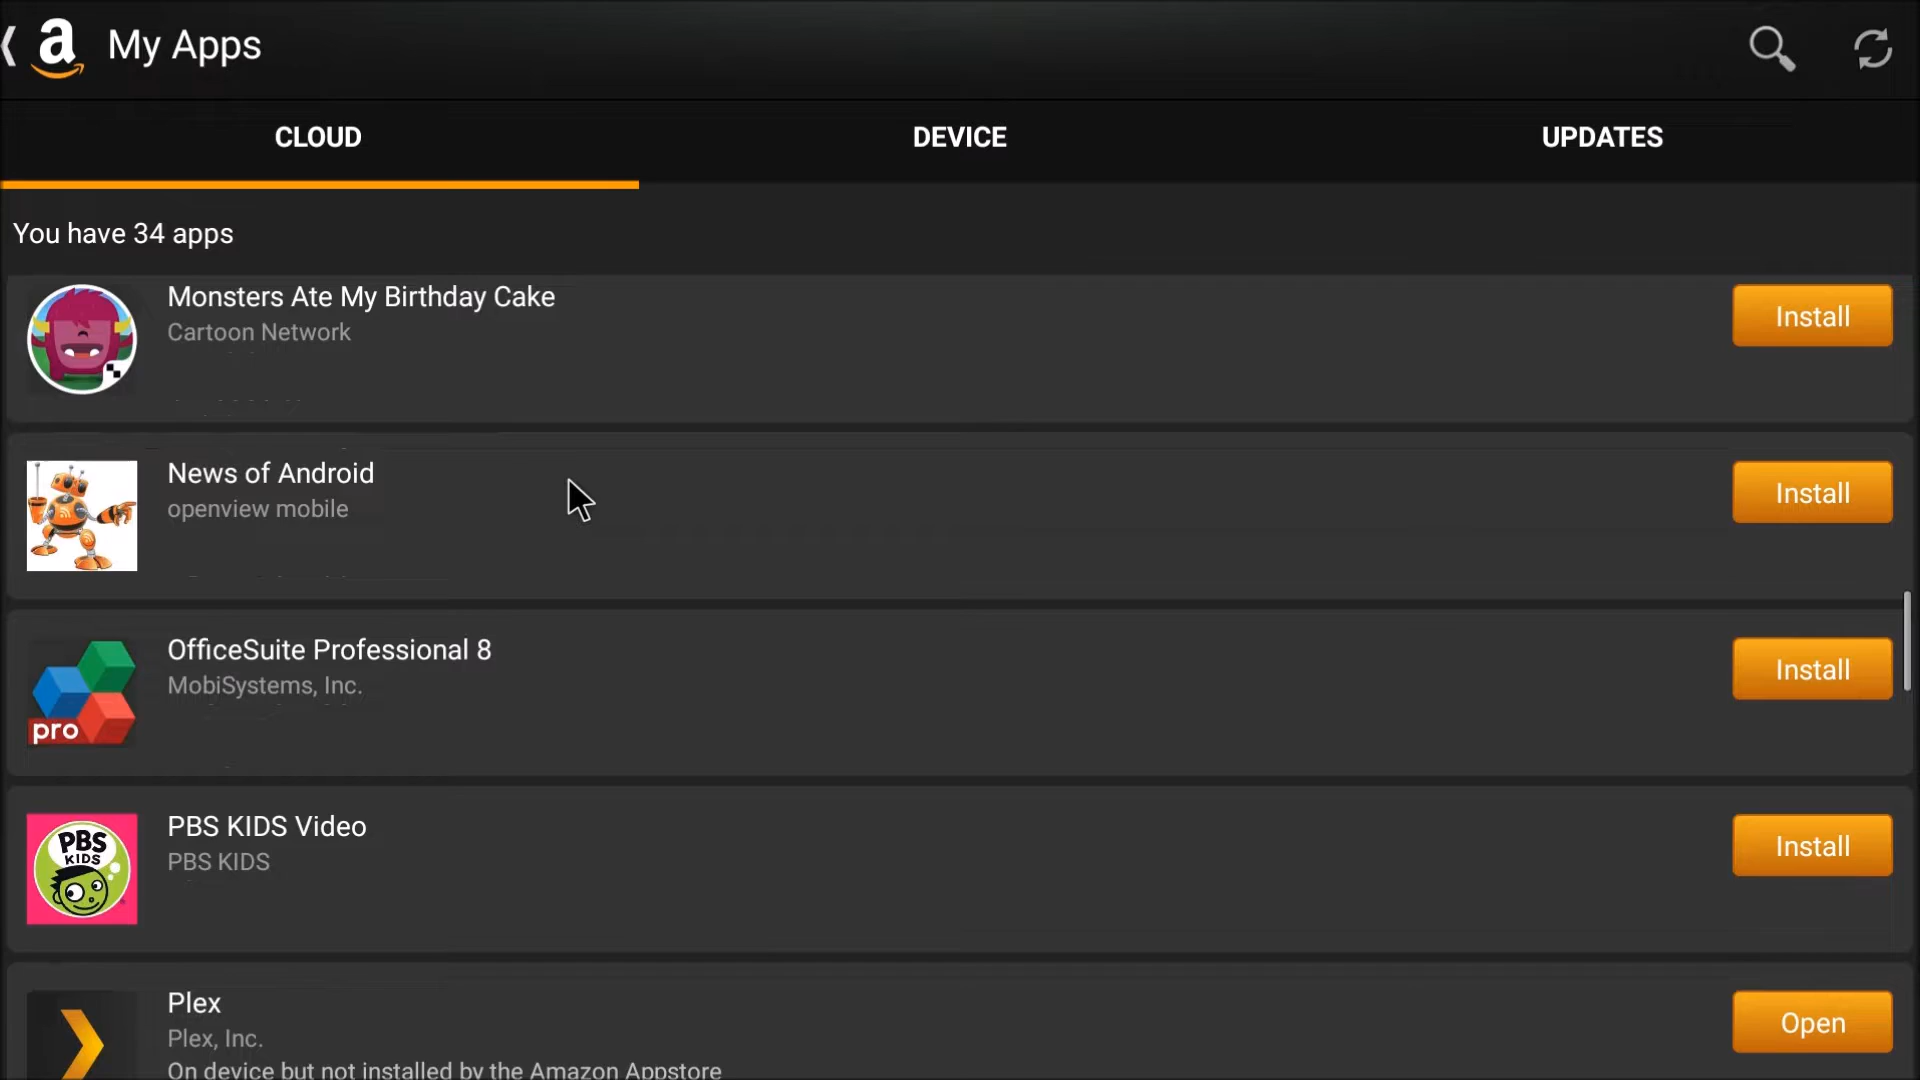 a My Apps
CLOUD DEVICE UPDATES
You have 34 apps
Monsters Ate My Birthday Cake
Cartoon Network
Install
News of Android
openview mobile
Install
OfficeSuite Professional 8
MobiSystems, Inc.
pro
Install
PBS KIDS Video
PBS KIDS
PBS
KIDS
Install
Plex
Plex, Inc.
On device but not installed by the Amazon Appstore
Open